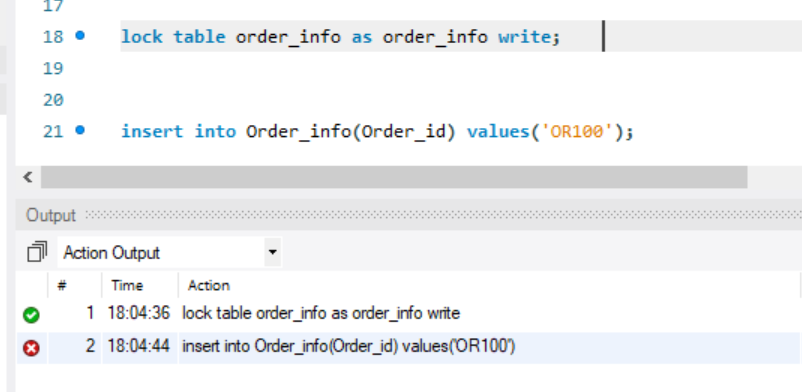 17
18 lock table order_info as order_info write;
19
20
21 insert into Order_info(Order_id) values('OR100');
Output
Action Output
# Time Action
1 18:04:36 lock table order_info as order_info write
2 18:04:44 insert into Order_info(Order_id) values('OR100')